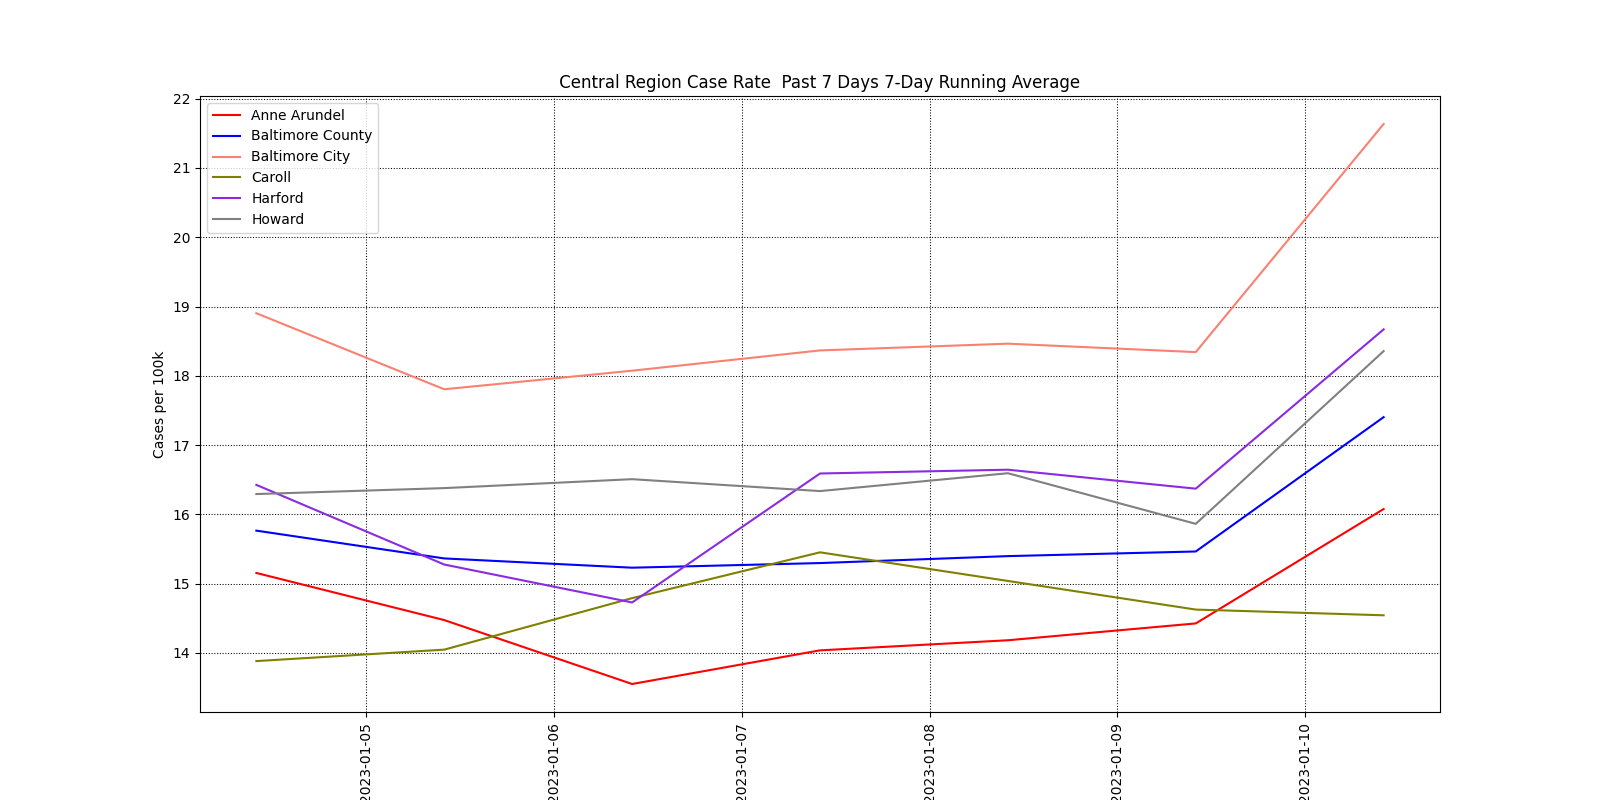 Central Region Case Rate  Past 7 Days 7-Day Running Average
22
21
20
19
18
17
16
15
14
Cases per 100k
Anne Arundel
Baltimore County
Baltimore City
Caroll
Harford
Howard
2023-01-05
2023-01-06
2023-01-07
2023-01-08
2023-01-09
2023-01-10